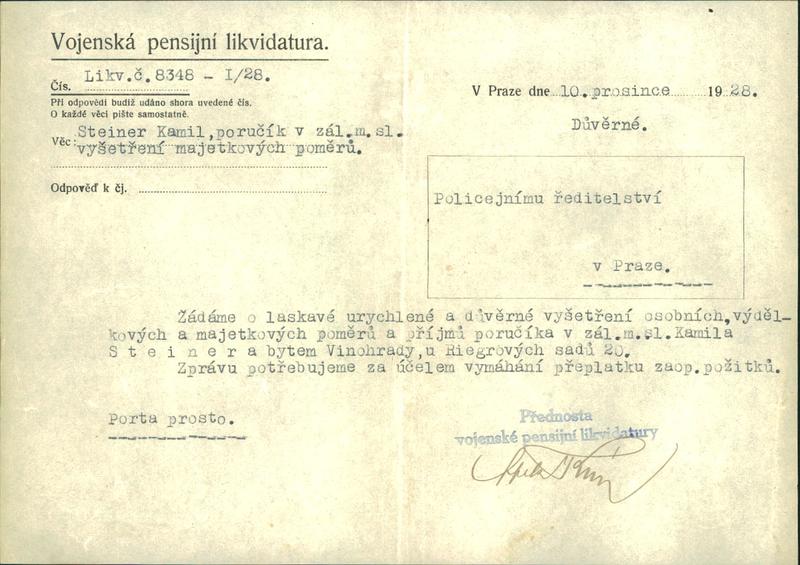 Vojenská pensijní likvidatura.
Čís. Likv.č.8348 - I/28.
Při odpovědi budiž udáno shora uvedené čís.
O každé věci pište samostatně.
Věc: Steiner Kamil,poručík v zál.m.sl.
vyšetření majetkových poměrů.
Odpověď k čj.
V Praze dne 10.prosince 1928.
Důvěrné.
Policejnímu ředitelství
v Praze.
Žádáme o laskavé urychlené a důvěrné vyšetření osobních,výděl-
kových a majetkových poměrů a příjmů poručíka v zál.m.sl.Kamila
S t e i n e r a bytem Vinohrady,u Riegrových sadů 20.
Zprávu potřebujeme za účelem vymáhání přeplatku zaop.požitků.
Porta prosto.
Přednosta
vojenské pensijní likvidatury